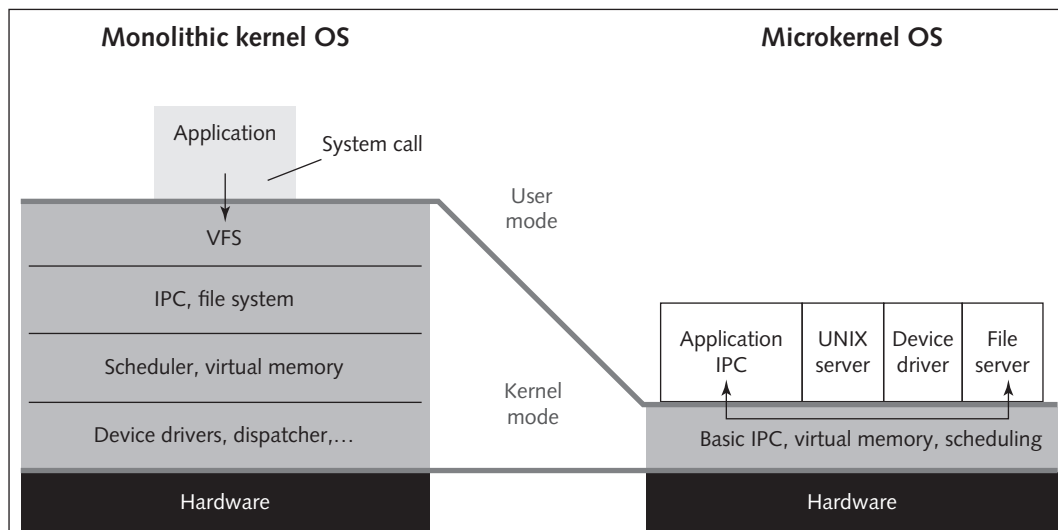 Monolithic kernel OS
Microkernel OS
Application
System call
VFS
IPC, file system
Scheduler, virtual memory
Device drivers, dispatcher,...
Hardware
User
mode
Kernel
mode
Application
IPC
UNIX
server
Device
driver
File
server
Basic IPC, virtual memory, scheduling
Hardware